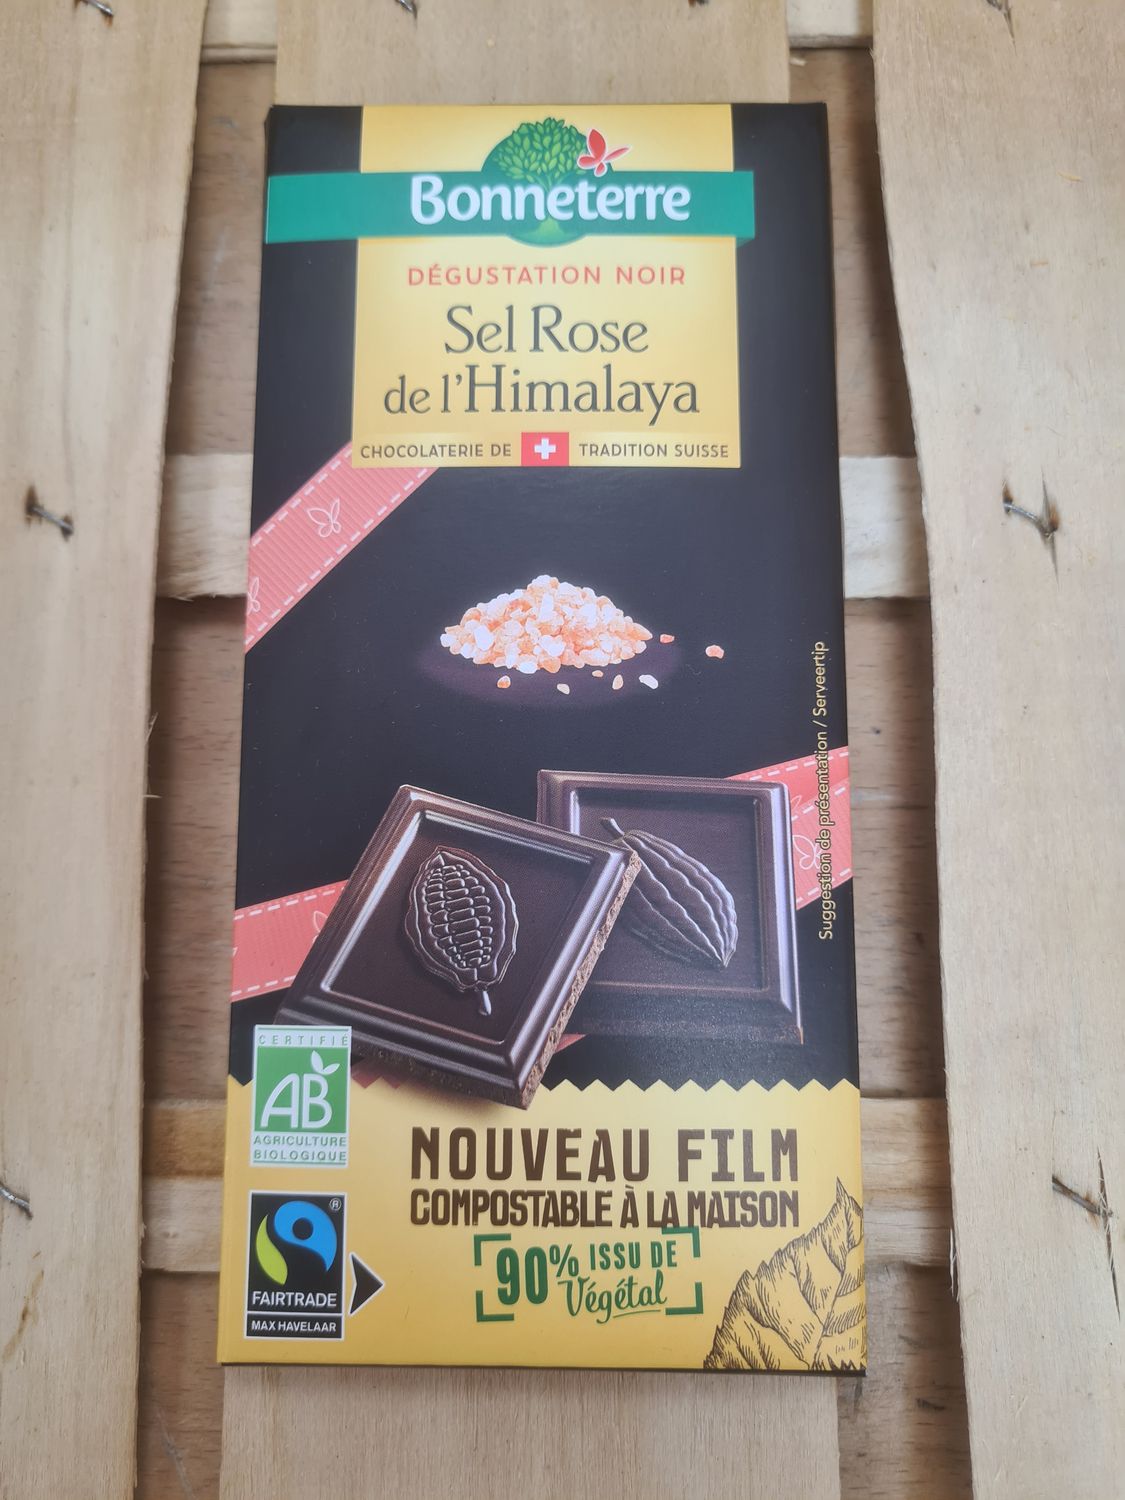 Bonneterre
DÉGUSTATION NOIR
Sel Rose
de l'Himalaya
CHOCOLATERIE DE TRADITION SUISSE
Suggestion de présentation / Serveertip
CERTIFIÉ
AB
AGRICULTURE
BIOLOGIQUE
NOUVEAU FILM
COMPOSTABLE À LA MAISON
90% ISSU DE
Végétal
®
FAIRTRADE
MAX HAVELAAR